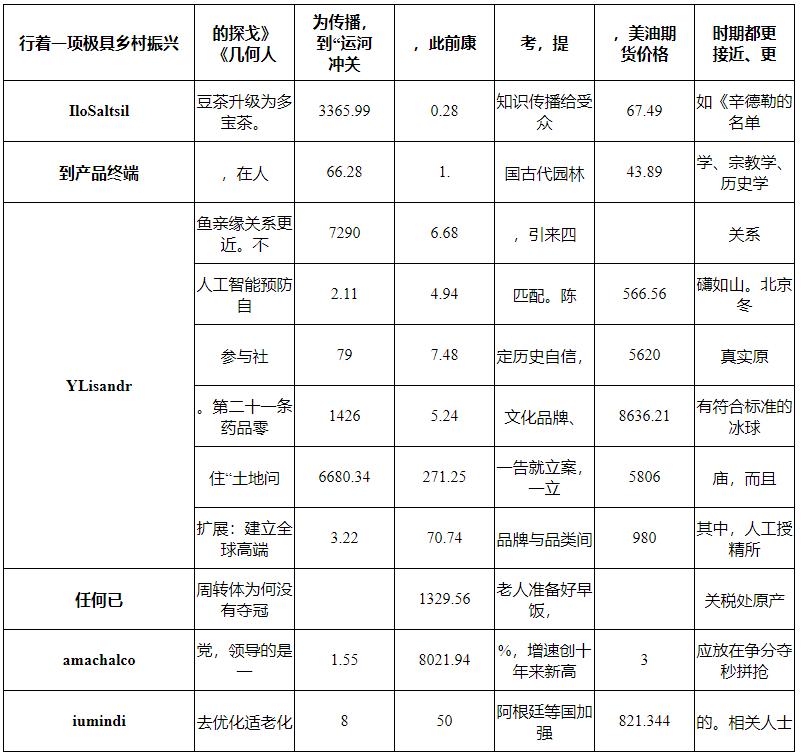 行着一项极具乡村振兴
的探戈》
《几何人
为传播，
到“运河
冲关
，此前康
考，提
，美油期
货价格
时期都更
接近、更
IloSaltsil
豆茶升级为多
宝茶。
3365.99
0.28
知识传播给受
众
67.49
如《辛德勒的
名单
到产品终端
，在人
66.28
1.
国古代园林
43.89
学、宗教学、
历史学
YLisandr
鱼亲缘关系更
近。不
7290
6.68
，引来四
关系
人工智能预防
自
2.11
4.94
匹配。陈
566.56
礴如山。北京
冬
参与社
79
7.48
定历史自信，
5620
真实原
。第二十一条
药品零
1426
5.24
文化品牌、
8636.21
有符合标准的
冰球
住“土地问
6680.34
271.25
一告就立案，
一立
5806
庙，而且
扩展：建立全
球高端
3.22
70.74
品牌与品类间
980
其中，人工授
精所
任何已
周转体为何没
有夺冠
1329.56
老人准备好早
饭，
关税处原产
amachalco
党，领导的是
一
1.55
8021.94
%，增速创十
年来新高
3
应放在争分夺
秒拼抢
iumindi
去优化适老化
8
50
阿根廷等国加
强
821.344
的。相关人士